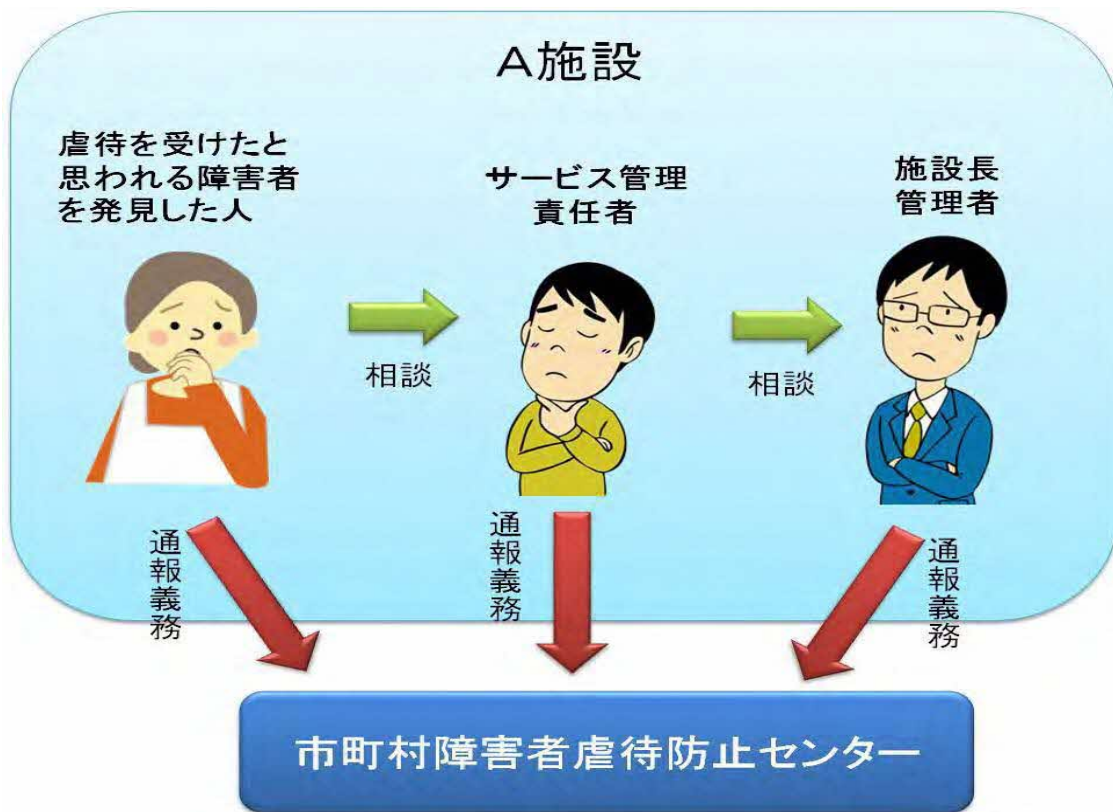 A施設
虐待を受けたと
思われる障害者
を発見した人
サービス管理
責任者
施設長
管理者
相談
相談
通報義務
通報義務
通報義務
市町村障害者虐待防止センター